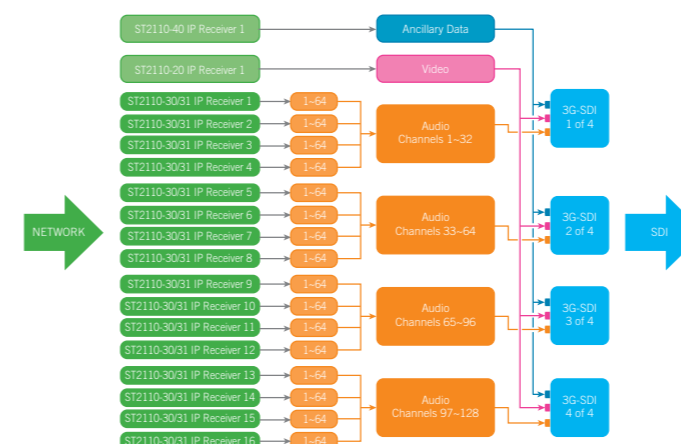 ST2110-40 IP Receiver 1
Ancillary Data
ST2110-20 IP Receiver 1
Video
ST2110-30/31 IP Receiver 1
1~64
ST2110-30/31 IP Receiver 2
1~64
ST2110-30/31 IP Receiver 3
1~64
ST2110-30/31 IP Receiver 4
1~64
Audio
Channels 1~32
3G-SDI
1 of 4
ST2110-30/31 IP Receiver 5
1~64
ST2110-30/31 IP Receiver 6
1~64
ST2110-30/31 IP Receiver 7
1~64
ST2110-30/31 IP Receiver 8
1~64
Audio
Channels 33~64
3G-SDI
2 of 4
NETWORK
SDI
ST2110-30/31 IP Receiver 9
1~64
ST2110-30/31 IP Receiver 10
1~64
ST2110-30/31 IP Receiver 11
1~64
ST2110-30/31 IP Receiver 12
1~64
Audio
Channels 65~96
3G-SDI
3 of 4
ST2110-30/31 IP Receiver 13
1~64
ST2110-30/31 IP Receiver 14
1~64
ST2110-30/31 IP Receiver 15
1~64
ST2110-30/31 IP Receiver 16
1~64
Audio
Channels 97~128
3G-SDI
4 of 4